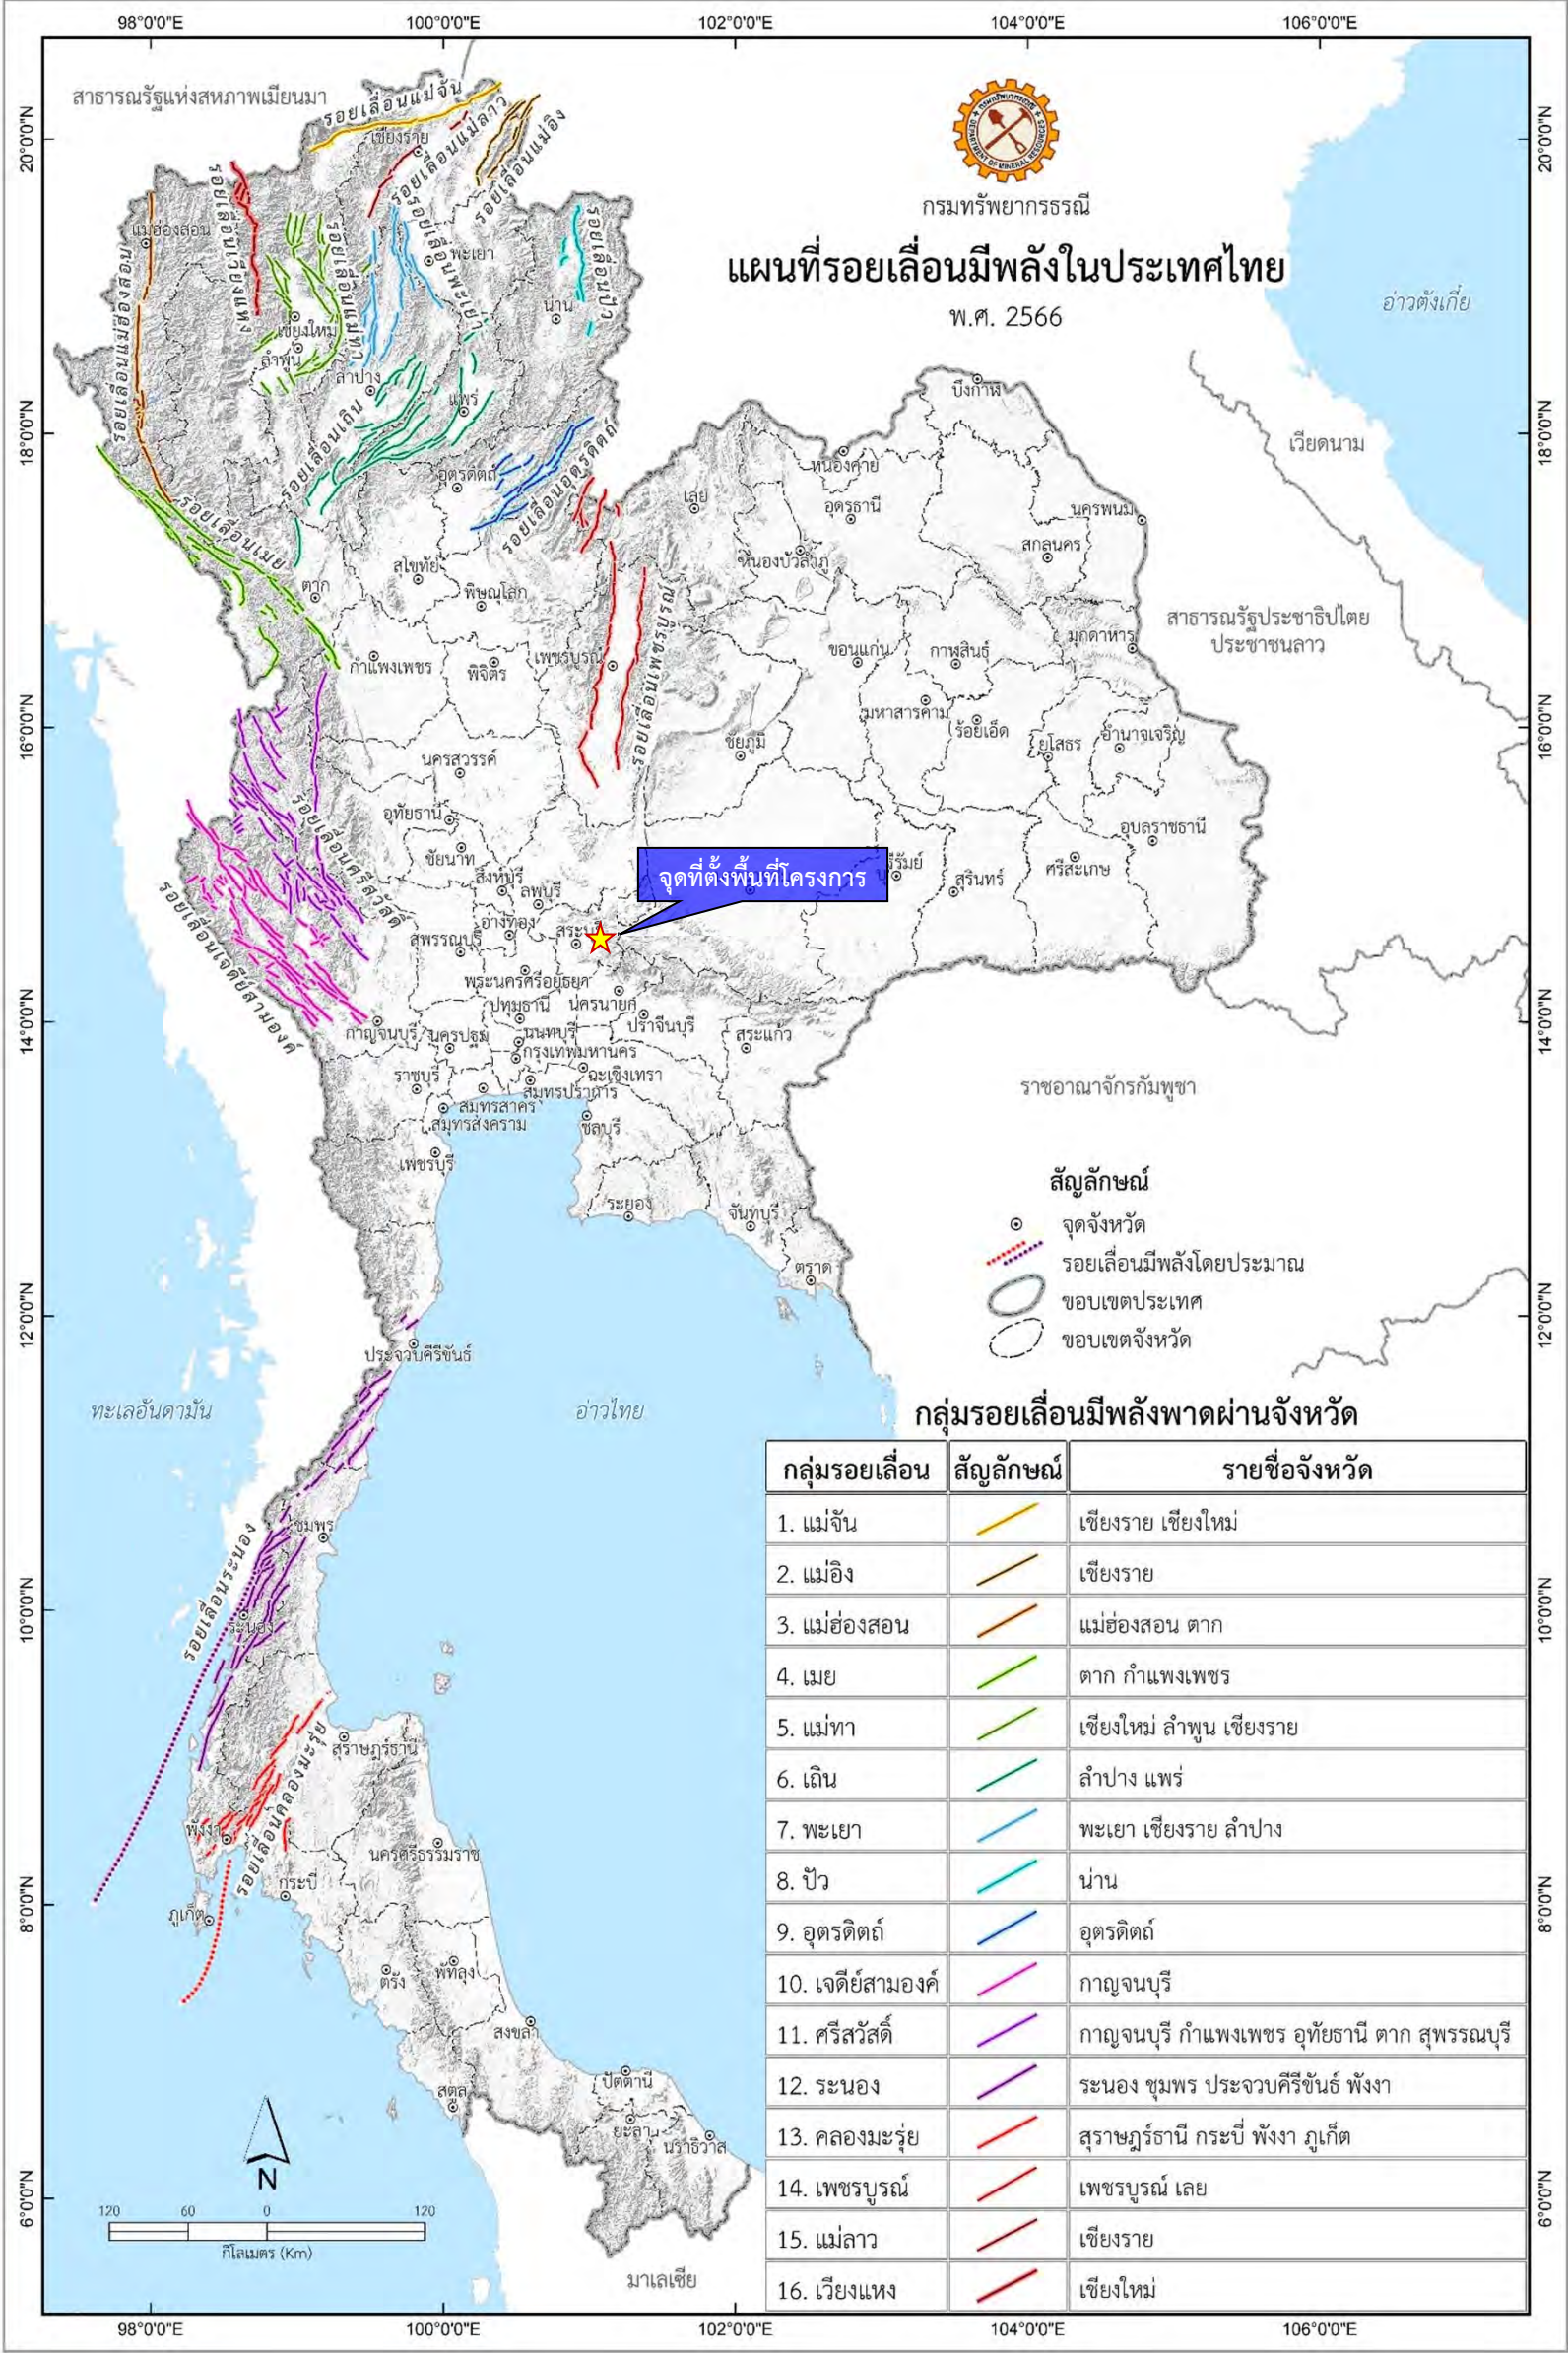 98°0'0"E 100°0'0"E 102°0'0"E 104°0'0"E 106°0'0"E
20°0'0"N
18°0'0"N
16°0'0"N
14°0'0"N
12°0'0"N
10°0'0"N
8°0'0"N
6°0'0"N
20°0'0"N
18°0'0"N
16°0'0"N
14°0'0"N
12°0'0"N
10°0'0"N
8°0'0"N
6°0'0"N
DEPARTMENT OF MINERAL RESOURCES
กรมทรัพยากรธรณี
แผนที่รอยเลื่อนมีพลังในประเทศไทย
พ.ศ. 2566
สาธารณรัฐแห่งสหภาพเมียนมา
อ่าวตังเกี๋ย
เวียดนาม
สาธารณรัฐประชาธิปไตย
ประชาชนลาว
ราชอาณาจักรกัมพูชา
ทะเลอันดามัน
อ่าวไทย
มาเลเซีย
รอยเลื่อนแม่จัน
รอยเลื่อนแม่ลาว
รอยเลื่อนแม่อิง
รอยเลื่อนเวียงแหง
รอยเลื่อนแม่ฮ่องสอน
รอยเลื่อนแม่ทา
รอยเลื่อนพะเยา
รอยเลื่อนปัว
รอยเลื่อนเถิน
รอยเลื่อนอุตรดิตถ์
รอยเลื่อนเมย
รอยเลื่อนเพชรบูรณ์
รอยเลื่อนศรีสวัสดิ์
รอยเลื่อนเจดีย์สามองค์
รอยเลื่อนระนอง
รอยเลื่อนคลองมะรุ่ย
เชียงราย
แม่ฮ่องสอน
พะเยา
น่าน
เชียงใหม่
ลำพูน
ลำปาง
แพร่
บึงกาฬ
หนองคาย
อุตรดิตถ์
เลย
อุดรธานี
นครพนม
สกลนคร
หนองบัวลำภู
สุโขทัย
ตาก
พิษณุโลก
มุกดาหาร
ขอนแก่น
กาฬสินธุ์
กำแพงเพชร
พิจิตร
เพชรบูรณ์
มหาสารคาม
ร้อยเอ็ด
ชัยภูมิ
ยโสธร
อำนาจเจริญ
นครสวรรค์
อุทัยธานี
อุบลราชธานี
ชัยนาท
จุดที่ตั้งพื้นที่โครงการ
ศรีสะเกษ
สิงห์บุรี
สุรินทร์
ลพบุรี
อ่างทอง
สุพรรณบุรี
พระนครศรีอยุธยา
ปทุมธานี
นครนายก
ปราจีนบุรี
สระแก้ว
กาญจนบุรี
นครปฐม
นนทบุรี
กรุงเทพมหานคร
ราชบุรี
ฉะเชิงเทรา
สมุทรปราการ
สมุทรสาคร
สมุทรสงคราม
ชลบุรี
เพชรบุรี
ระยอง
จันทบุรี
ตราด
ประจวบคีรีขันธ์
ชุมพร
ระนอง
สุราษฎร์ธานี
พังงา
นครศรีธรรมราช
กระบี่
ภูเก็ต
ตรัง
พัทลุง
สงขลา
สตูล
ปัตตานี
ยะลา
นราธิวาส
สัญลักษณ์
จุดจังหวัด
รอยเลื่อนมีพลังโดยประมาณ
ขอบเขตประเทศ
ขอบเขตจังหวัด
กลุ่มรอยเลื่อนมีพลังพาดผ่านจังหวัด
กลุ่มรอยเลื่อน สัญลักษณ์ รายชื่อจังหวัด
1. แม่จัน เชียงราย เชียงใหม่
2. แม่อิง เชียงราย
3. แม่ฮ่องสอน แม่ฮ่องสอน ตาก
4. เมย ตาก กำแพงเพชร
5. แม่ทา เชียงใหม่ ลำพูน เชียงราย
6. เถิน ลำปาง แพร่
7. พะเยา พะเยา เชียงราย ลำปาง
8. ปัว น่าน
9. อุตรดิตถ์ อุตรดิตถ์
10. เจดีย์สามองค์ กาญจนบุรี
11. ศรีสวัสดิ์ กาญจนบุรี กำแพงเพชร อุทัยธานี ตาก สุพรรณบุรี
12. ระนอง ระนอง ชุมพร ประจวบคีรีขันธ์ พังงา
13. คลองมะรุ่ย สุราษฎร์ธานี กระบี่ พังงา ภูเก็ต
14. เพชรบูรณ์ เพชรบูรณ์ เลย
15. แม่ลาว เชียงราย
16. เวียงแหง เชียงใหม่
N
120 60 0 120
กิโลเมตร (Km)
98°0'0"E 100°0'0"E 102°0'0"E 104°0'0"E 106°0'0"E